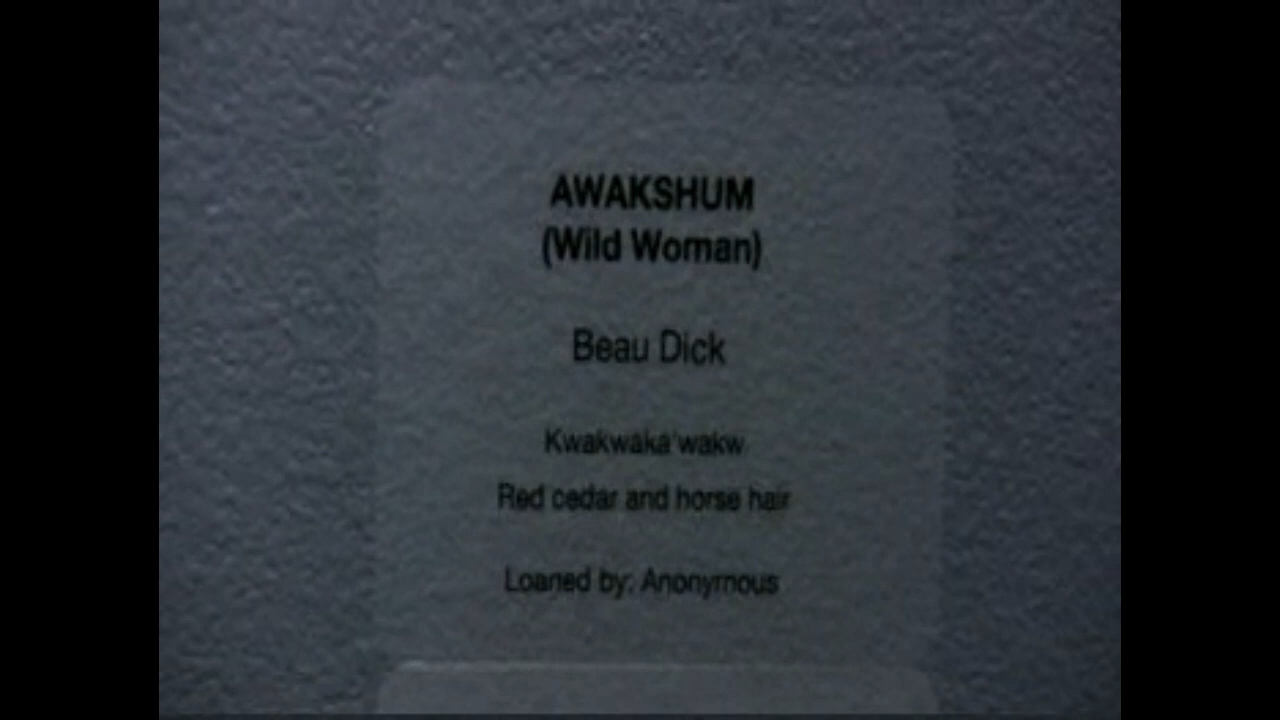 AWAKSHUM
(Wild Woman)
Beau Dick
Kwakwaka'wakw
Red cedar and horse hair
Loaned by: Anonymous